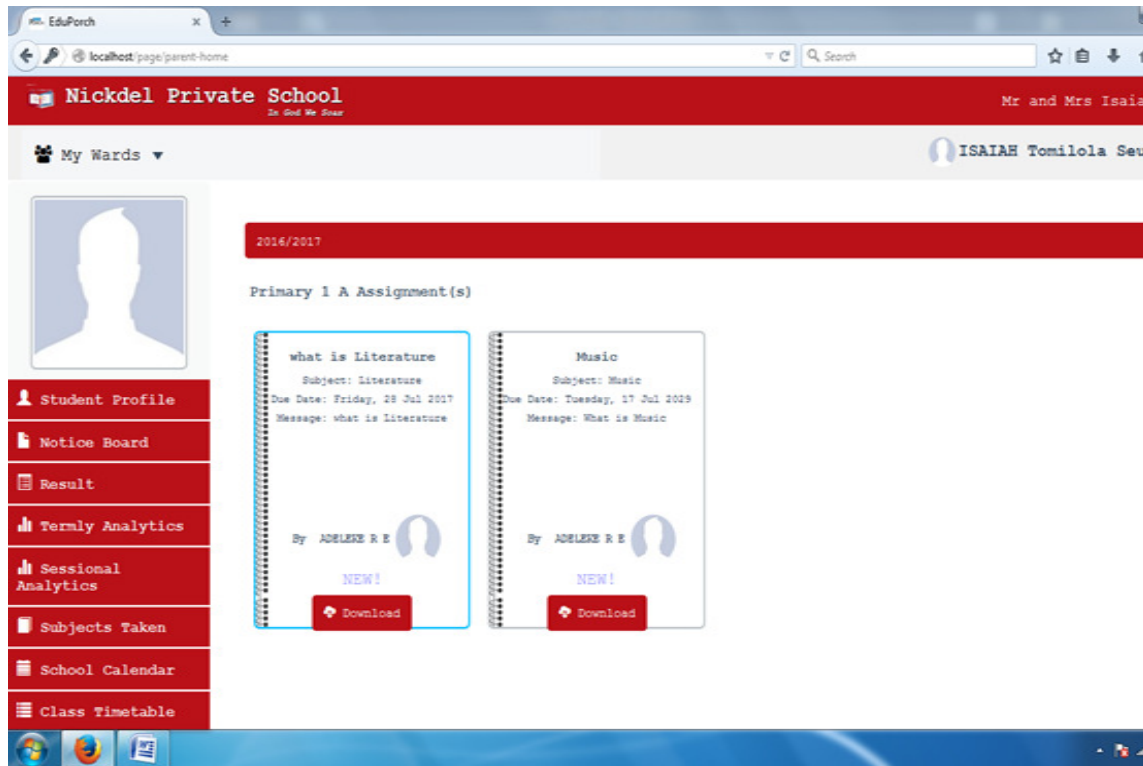 EduPorch
localhost/page/parent-home
Search
Nickdel Private School
In God We Soar
Mr and Mrs Isaia
My Wards
ISAIAH Tomilola Seu
2016/2017
Primary 1 A Assignment(s)
what is Literature
Subject: Literature
Due Date: Friday, 28 Jul 2017
Message: what is Literature
By ADELEKE R E
NEW!
Download
Music
Subject: Music
Due Date: Tuesday, 17 Jul 2029
Message: What is Music
By ADELEKE R E
NEW!
Download
Student Profile
Notice Board
Result
Termly Analytics
Sessional
Analytics
Subjects Taken
School Calendar
Class Timetable